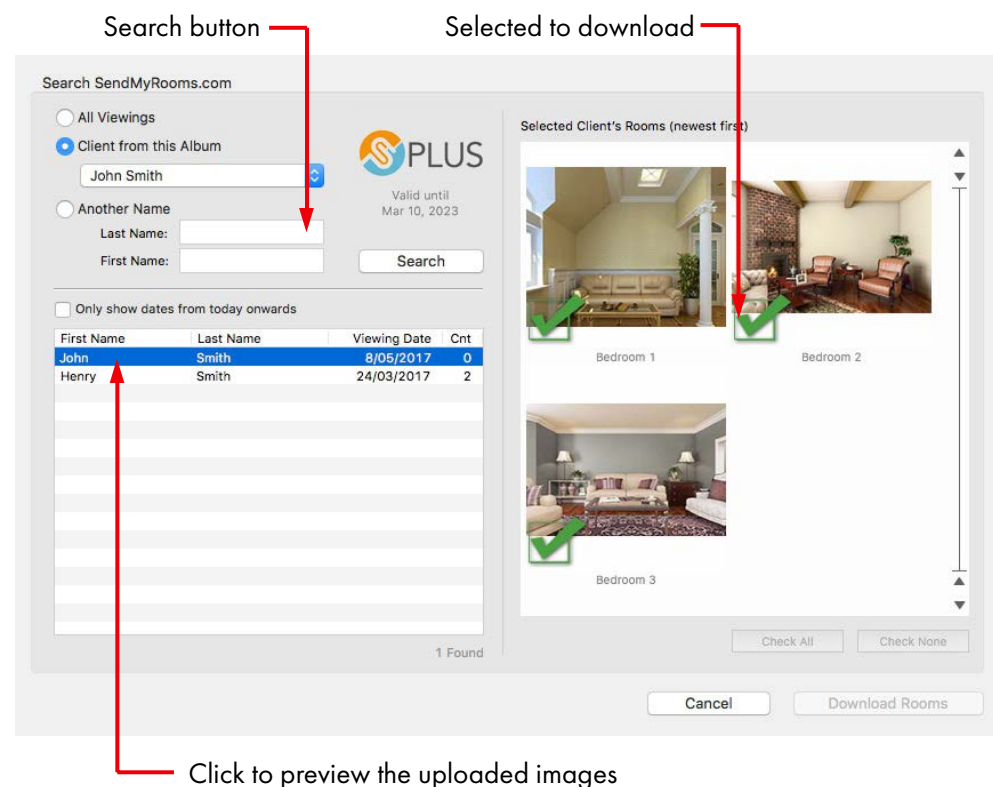 Search button
Selected to download
Search SendMyRooms.com
All Viewings
Client from this Album
John Smith
Another Name
Last Name:
First Name:
S PLUS
Valid until
Mar 10, 2023
Search
Only show dates from today onwards
First Name Last Name Viewing Date Cnt
John Smith 8/05/2017 0
Henry Smith 24/03/2017 2
1 Found
Selected Client's Rooms (newest first)
Bedroom 1 Bedroom 2
Bedroom 3
Check All Check None
Cancel Download Rooms
Click to preview the uploaded images